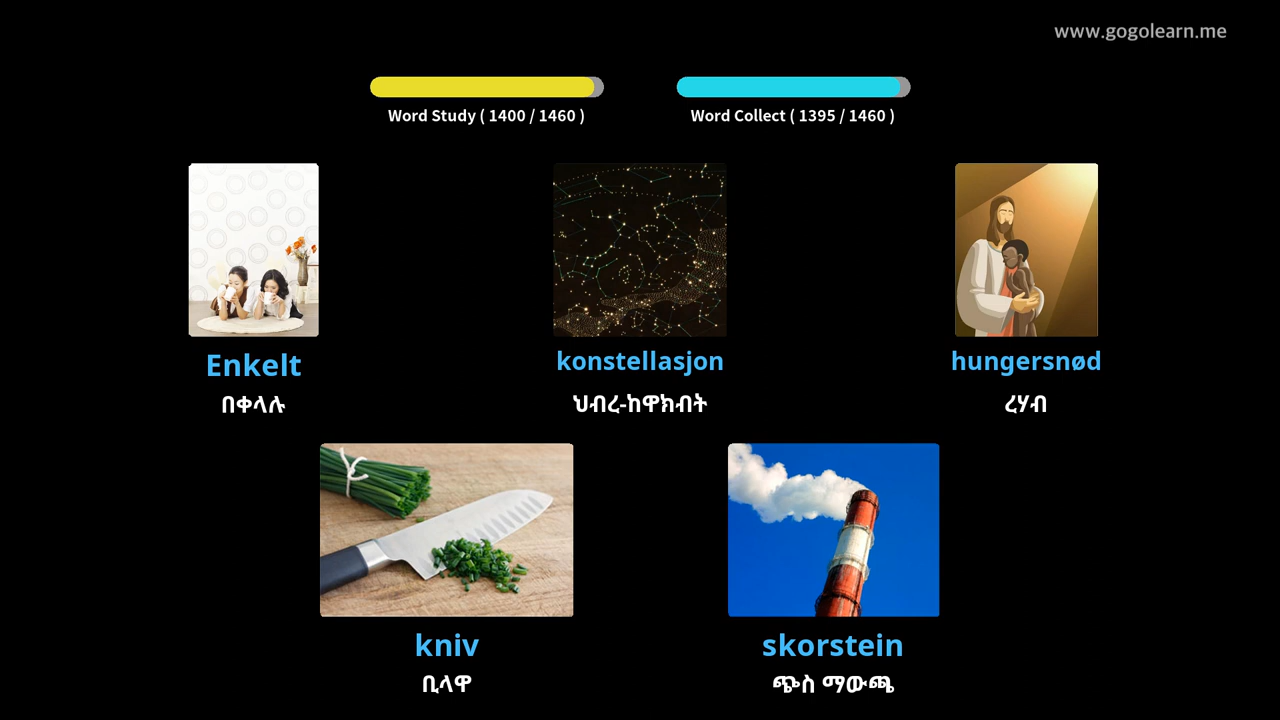 www.gogolearn.me
Word Study ( 1400 / 1460 )
Word Collect ( 1395 / 1460 )
Enkelt
konstellasjon
hungersnød
በቀላሉ
ህብረ-ከዋክብት
ረሃብ
kniv
skorstein
ቢላዋ
ጭስ ማውጫ